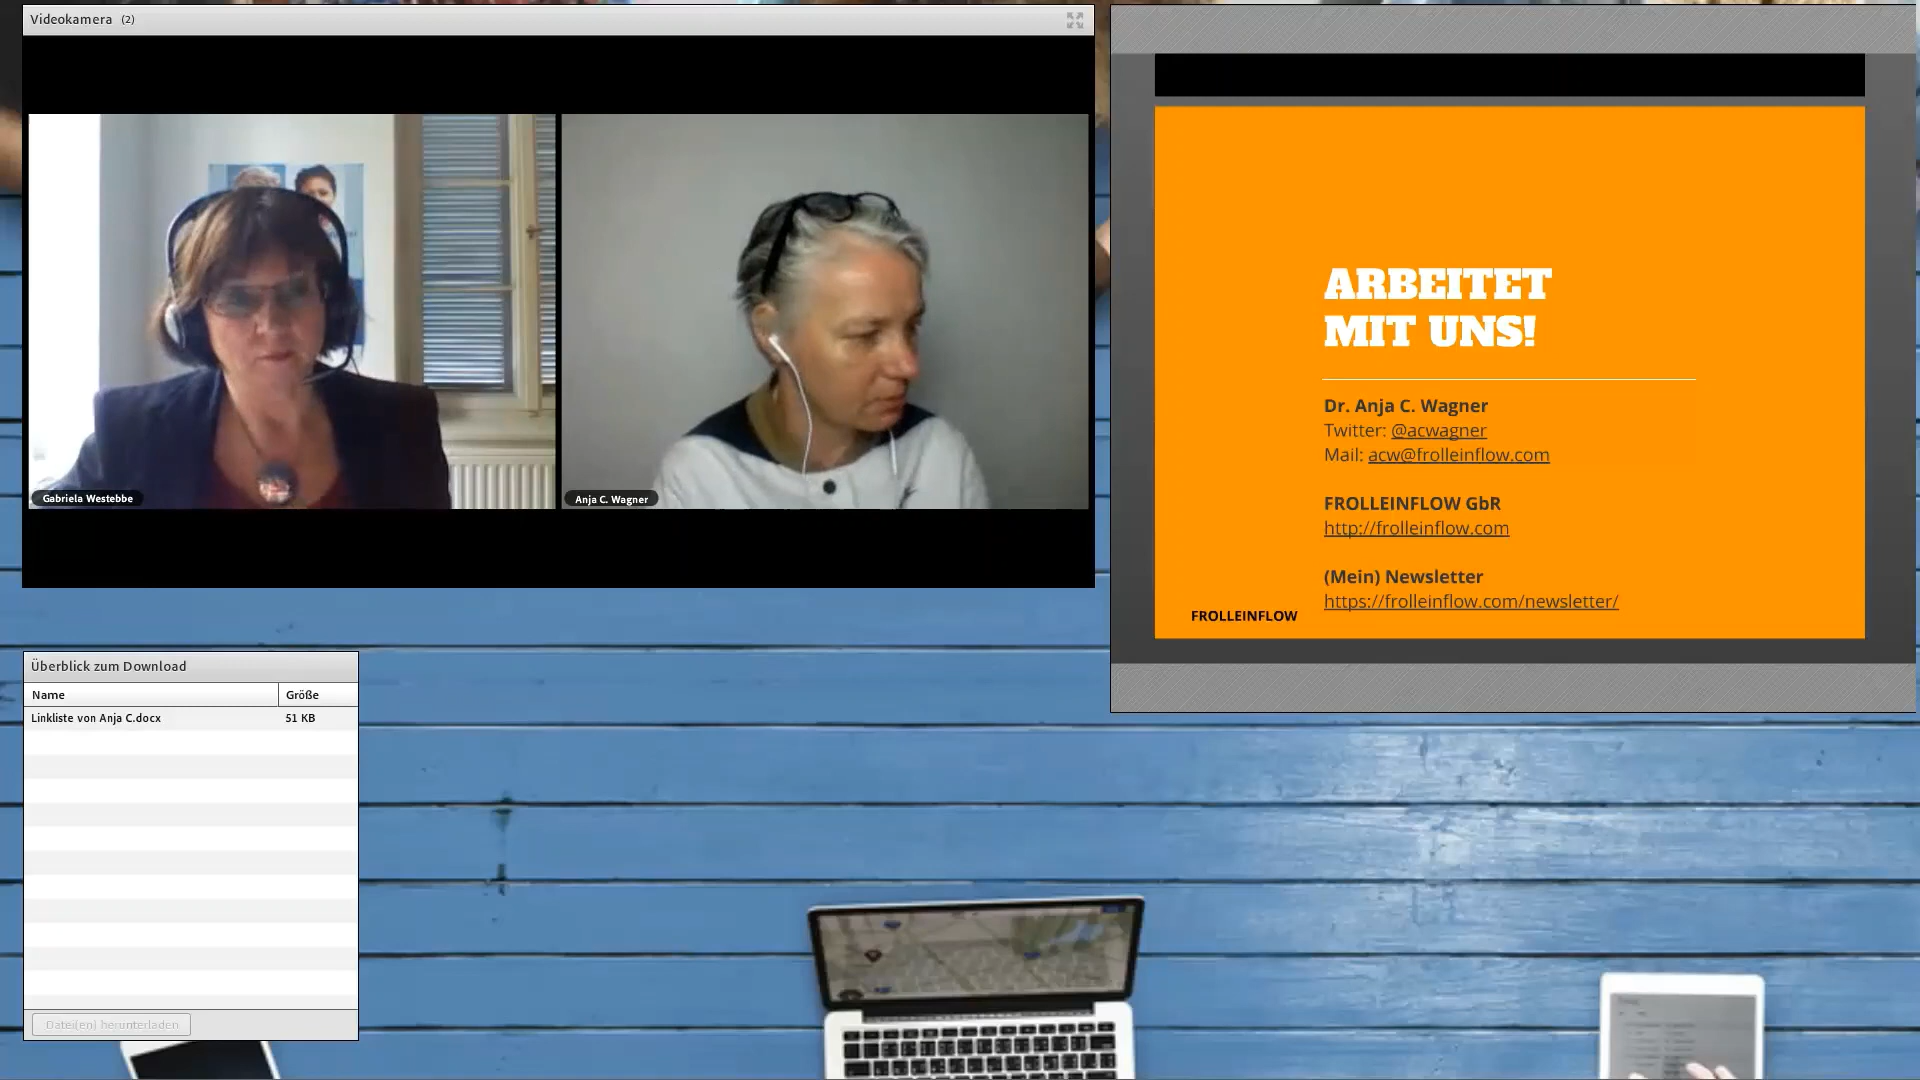 Videokamera (2)
Gabriela Westebbe
Anja C. Wagner
ARBEITET
MIT UNS!
Dr. Anja C. Wagner
Twitter: @acwagner
Mail: acw@frolleinflow.com
FROLLEINFLOW GbR
http://frolleinflow.com
(Mein) Newsletter
https://frolleinflow.com/newsletter/
FROLLEINFLOW
Überblick zum Download
Name Größe
Linkliste von Anja C.docx 51 KB
Datei(en) herunterladen